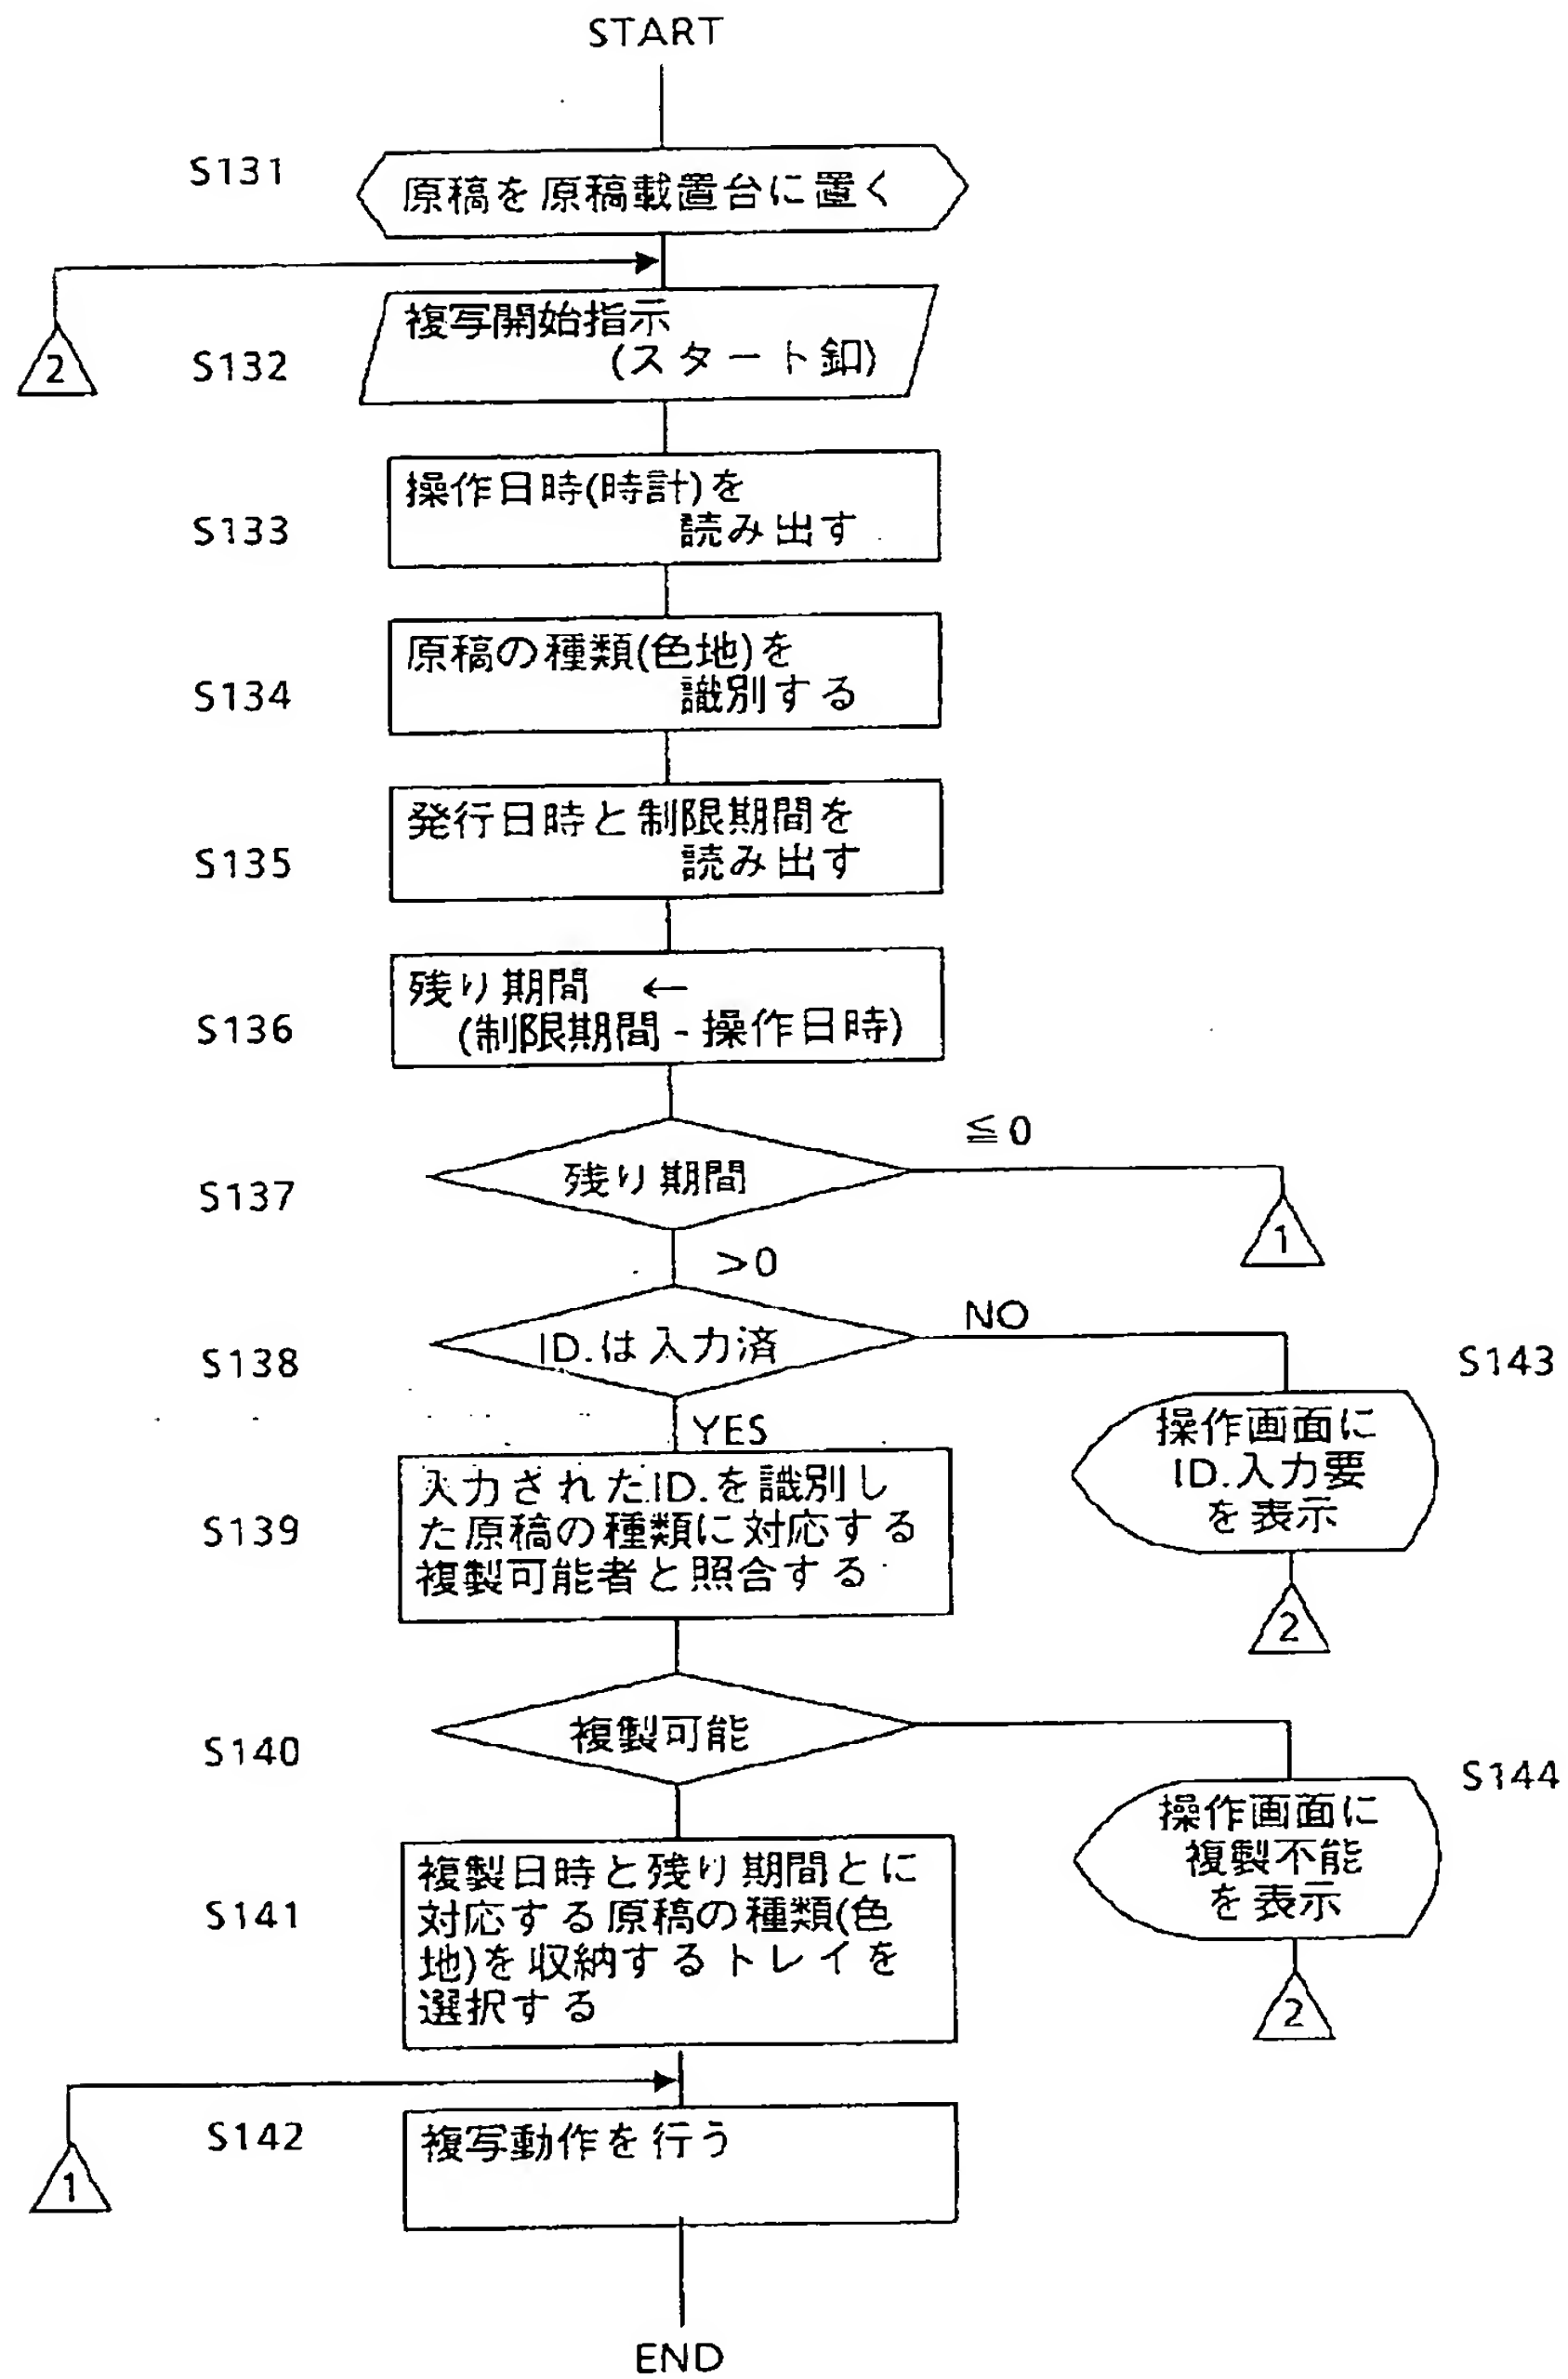 START
S131
原稿を原稿載置台に置く
2
S132
複写開始指示
(スタート釦)
S133
操作日時(時計)を
読み出す
S134
原稿の種類(色地)を
識別する
S135
発行日時と制限期間を
読み出す
S136
残り期間 ←
(制限期間 - 操作日時)
S137
残り期間
≦0
1
>0
S138
ID.は入力済
NO
YES
S143
操作画面に
ID.入力要
を表示
2
S139
入力されたID.を識別し
た原稿の種類に対応する
複製可能者と照合する
S140
複製可能
S144
操作画面に
複製不能
を表示
2
S141
複製日時と残り期間とに
対応する原稿の種類(色
地)を収納するトレイを
選択する
1
S142
複写動作を行う
END